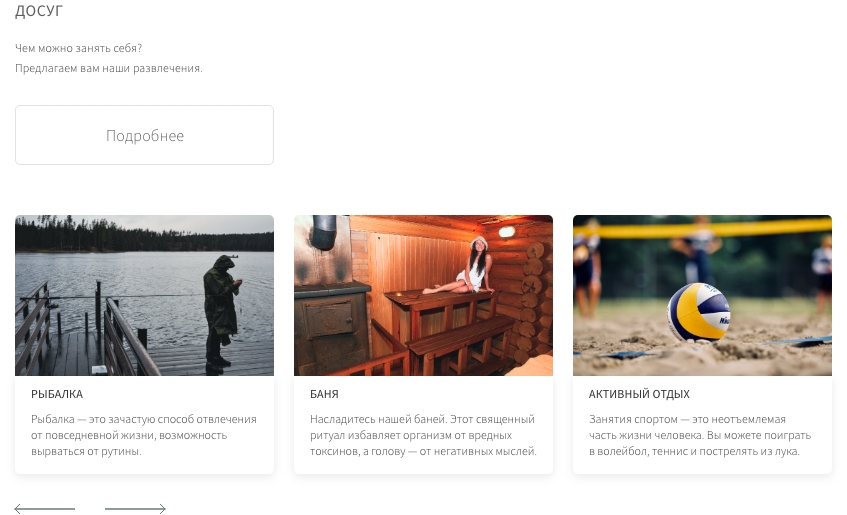 ДОСУГ
Чем можно занять себя?
Предлагаем вам наши развлечения.
Подробнее
РЫБАЛКА
Рыбалка — это зачастую способ отвлечения
от повседневной жизни, возможность
вырваться от рутины.
БАНЯ
Насладитесь нашей баней. Этот священный
ритуал избавляет организм от вредных
токсинов, а голову — от негативных мыслей.
АКТИВНЫЙ ОТДЫХ
Занятия спортом — это неотъемлемая
часть жизни человека. Вы можете поиграть
в волейбол, теннис и пострелять из лука.